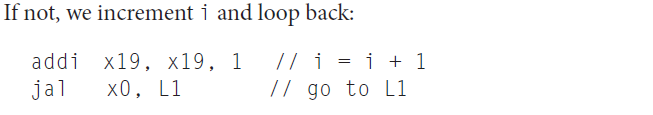 If not, we increment i and loop back:
addi x19, x19, 1 // i = i + 1
jal x0, L1 // go to L1